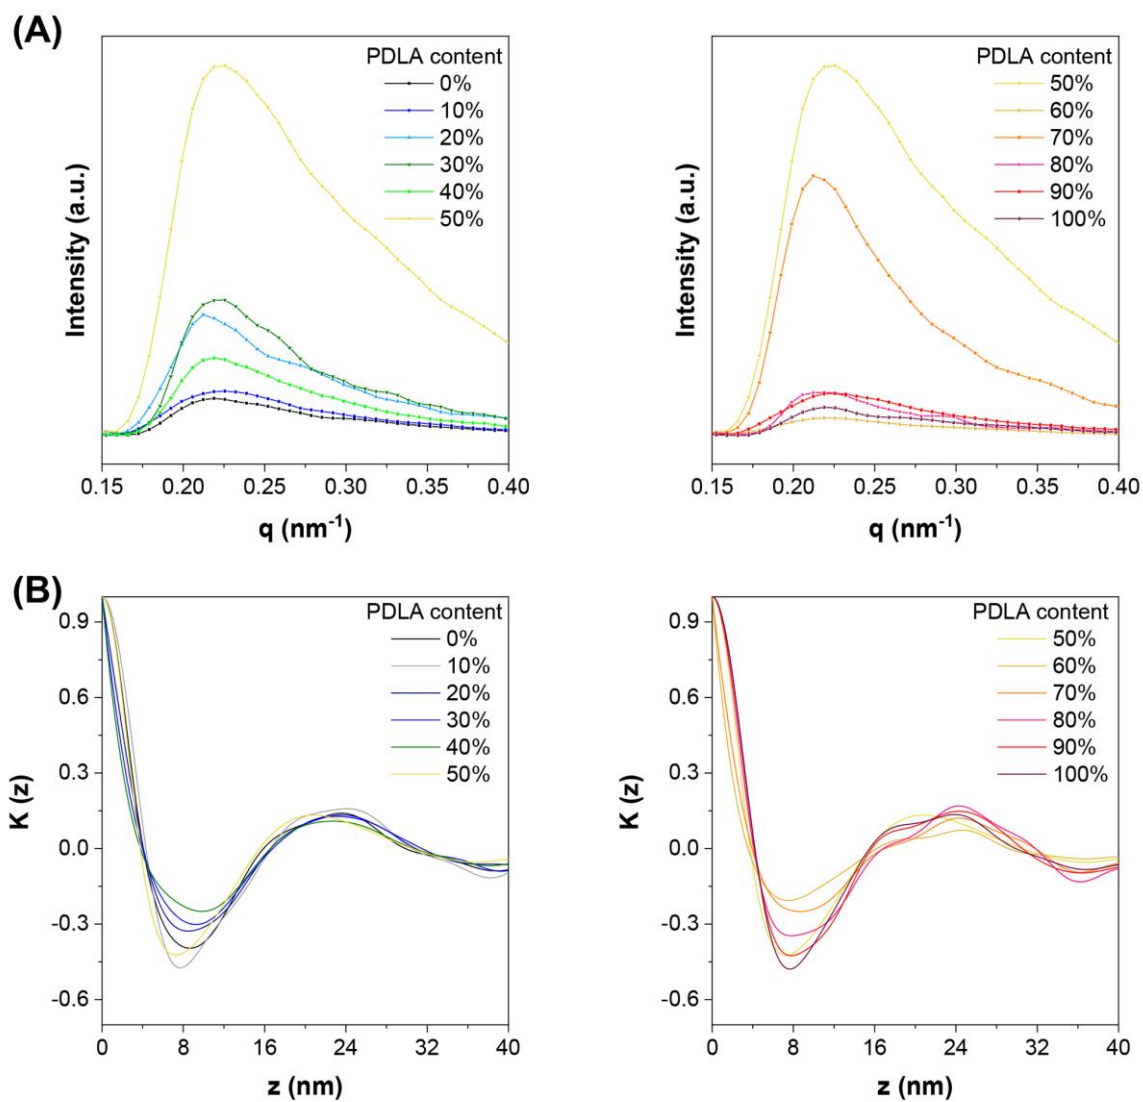 (A)
PDLA content
0%
10%
20%
30%
40%
50%
Intensity (a.u.)
0.15 0.20 0.25 0.30 0.35 0.40
q (nm⁻¹)
PDLA content
50%
60%
70%
80%
90%
100%
Intensity (a.u.)
0.15 0.20 0.25 0.30 0.35 0.40
q (nm⁻¹)
(B)
PDLA content
0%
10%
20%
30%
40%
50%
K (z)
0.9
0.6
0.3
0.0
-0.3
-0.6
0 8 16 24 32 40
z (nm)
PDLA content
50%
60%
70%
80%
90%
100%
K (z)
0.9
0.6
0.3
0.0
-0.3
-0.6
0 8 16 24 32 40
z (nm)